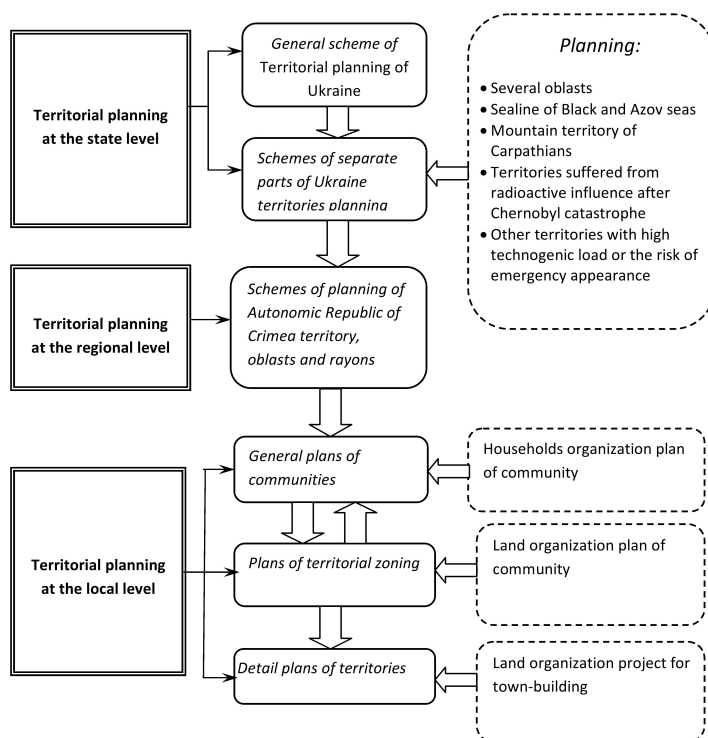 General scheme of
Territorial planning of
Ukraine
Planning:
• Several oblasts
• Sealine of Black and Azov seas
• Mountain territory of
Carpathians
• Territories suffered from
radioactive influence after
Chernobyl catastrophe
• Other territories with high
technogenic load or the risk of
emergency appearance
Territorial planning
at the state level
Schemes of separate
parts of Ukraine
territories planning
Territorial planning
at the regional level
Schemes of planning of
Autonomic Republic of
Crimea territory,
oblasts and rayons
General plans of
communities
Households organization plan
of community
Territorial planning
at the local level
Plans of territorial zoning
Land organization plan of
community
Detail plans of territories
Land organization project for
town-building